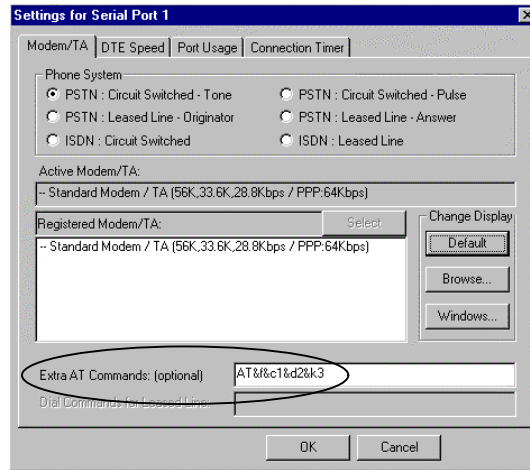 Settings for Serial Port 1
Modem/TA DTE Speed Port Usage Connection Timer
Phone System
PSTN : Circuit Switched - Tone PSTN : Circuit Switched - Pulse
PSTN : Leased Line - Originator PSTN : Leased Line - Answer
ISDN : Circuit Switched ISDN : Leased Line
Active Modem/TA:
-- Standard Modem / TA (56K,33.6K,28.8Kbps / PPP:64Kbps)
Registered Modem/TA: Select Change Display
-- Standard Modem / TA (56K,33.6K,28.8Kbps / PPP:64Kbps) Default
Browse...
Windows...
Extra AT Commands: (optional) AT&f&c1&d2&k3
Dial Commands for Leased Line:
OK Cancel